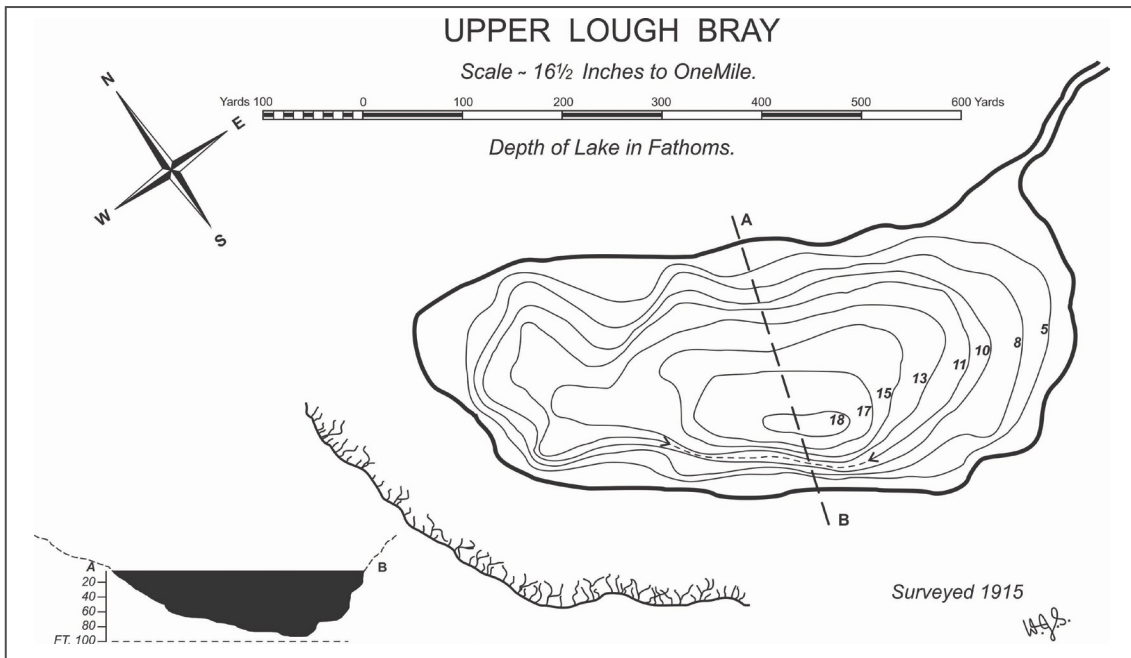 UPPER LOUGH BRAY
Scale ~ 16½ Inches to OneMile.
Yards 100 0 100 200 300 400 500 600 Yards
Depth of Lake in Fathoms.
N
E
W
S
A
5
8
10
11
13
15
17
18
B
A B
20
40
60
80
FT. 100
Surveyed 1915
W.J.S.